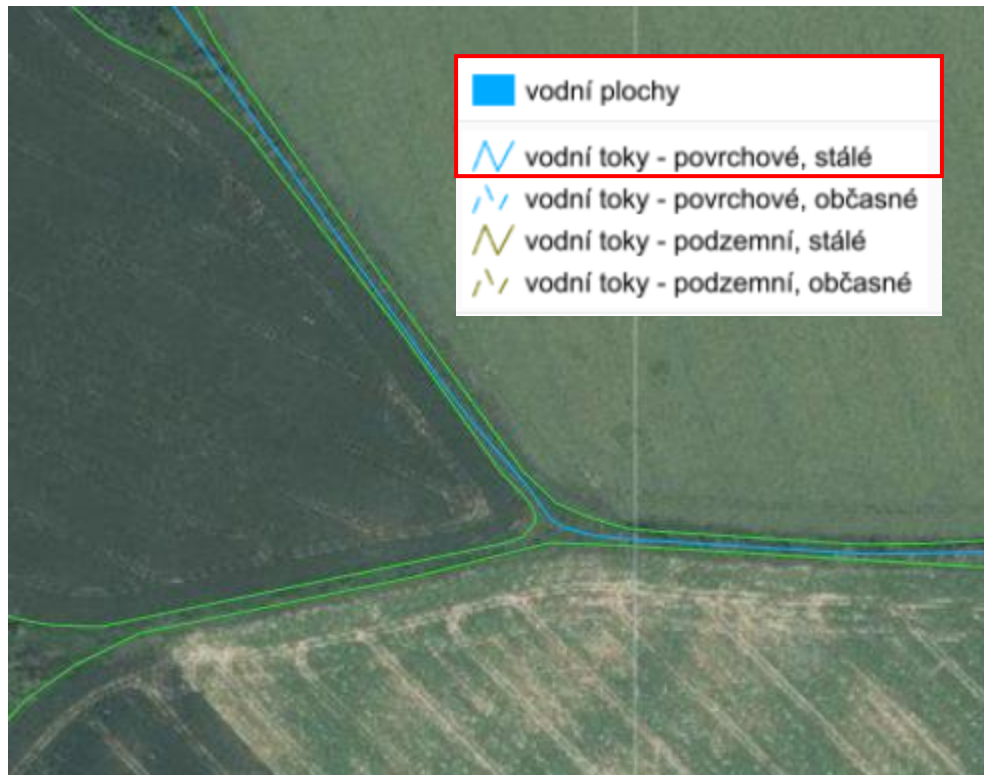 vodní plochy
vodní toky - povrchové, stálé
vodní toky - povrchové, občasné
vodní toky - podzemní, stálé
vodní toky - podzemní, občasné